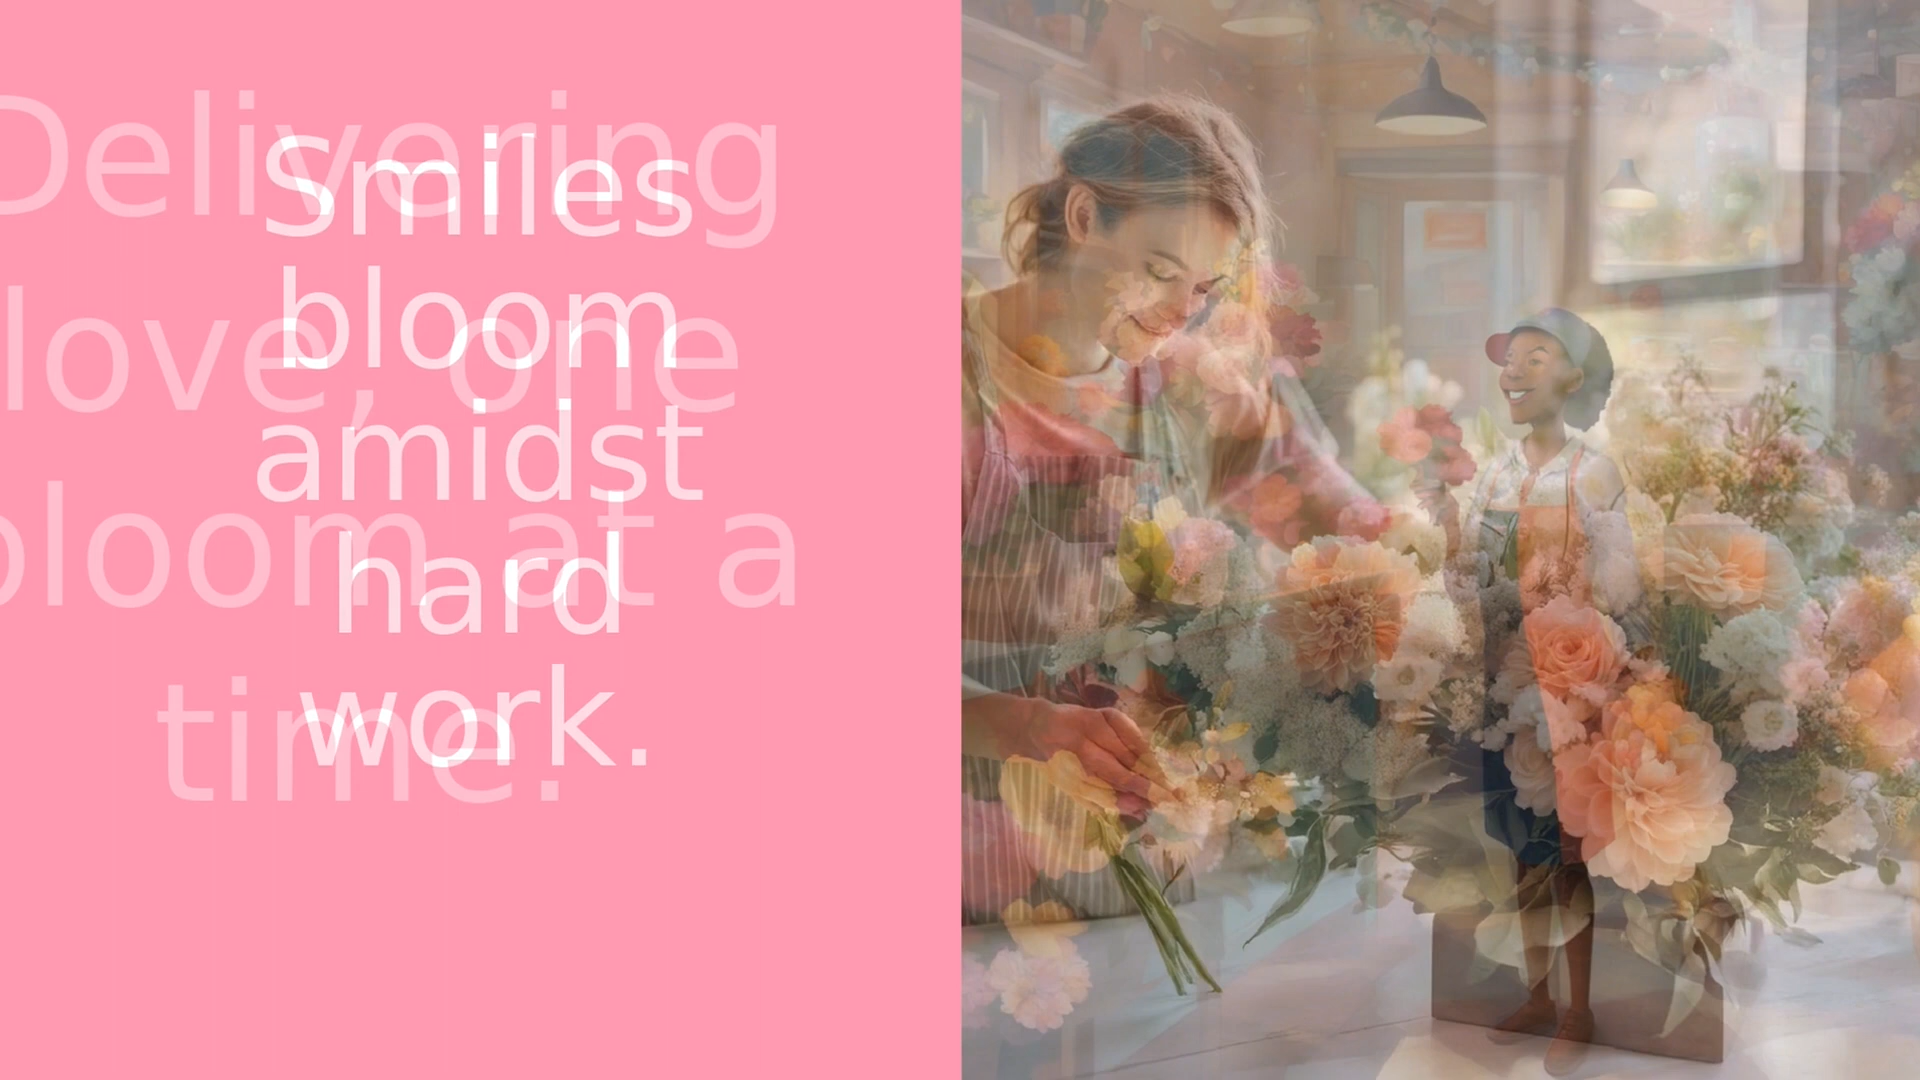 Delivering
love, one
bloom at a
time.
Smiles
bloom
amidst
hard
work.